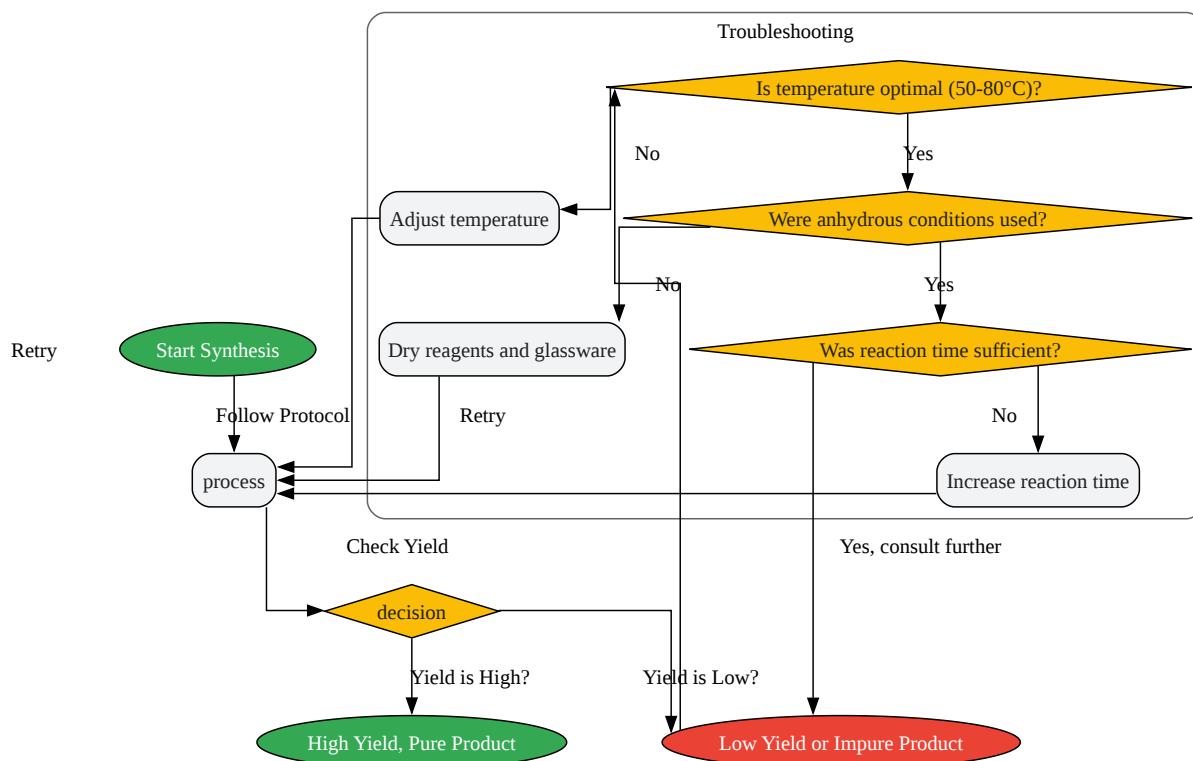 Troubleshooting
Is temperature optimal (50-80°C)?
No
Yes
Adjust temperature
Were anhydrous conditions used?
No
Yes
Retry
Start Synthesis
Dry reagents and glassware
Was reaction time sufficient?
Follow Protocol
Retry
No
process
Increase reaction time
Check Yield
Yes, consult further
decision
Yield is High?
Yield is Low?
High Yield, Pure Product
Low Yield or Impure Product